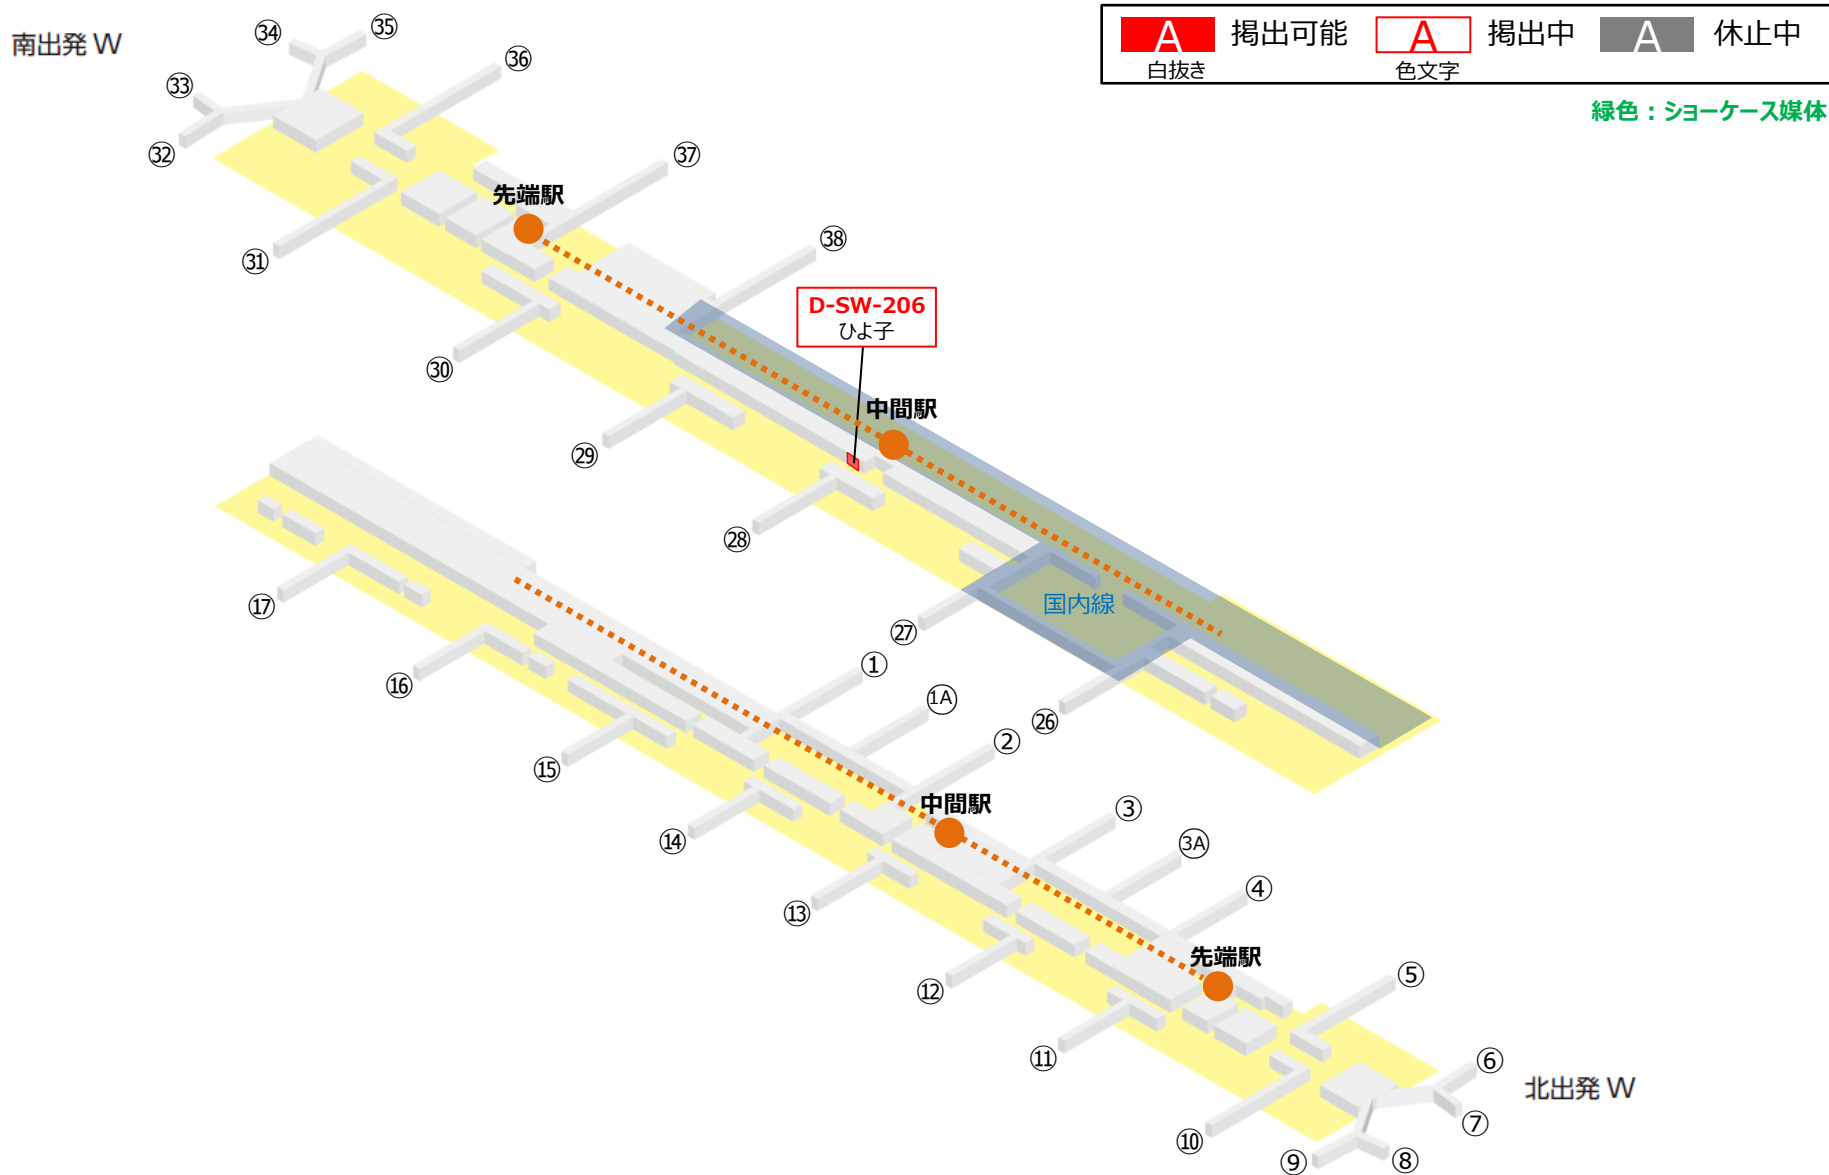 南出発 W
A 掲出可能 A 掲出中 A 休止中
白抜き 色文字
緑色：ショーケース媒体
㉞
㉟
㊱
㉝
㉜
㊲
先端駅
㉛
㊳
D-SW-206
ひよ子
㉚
中間駅
㉙
㉘
国内線
㉗
⑰
①
⑯
1A
㉖
②
⑮
中間駅
③
⑭
3A
④
⑬
先端駅
⑤
⑫
⑪
⑥
北出発 W
⑦
⑩
⑨
⑧